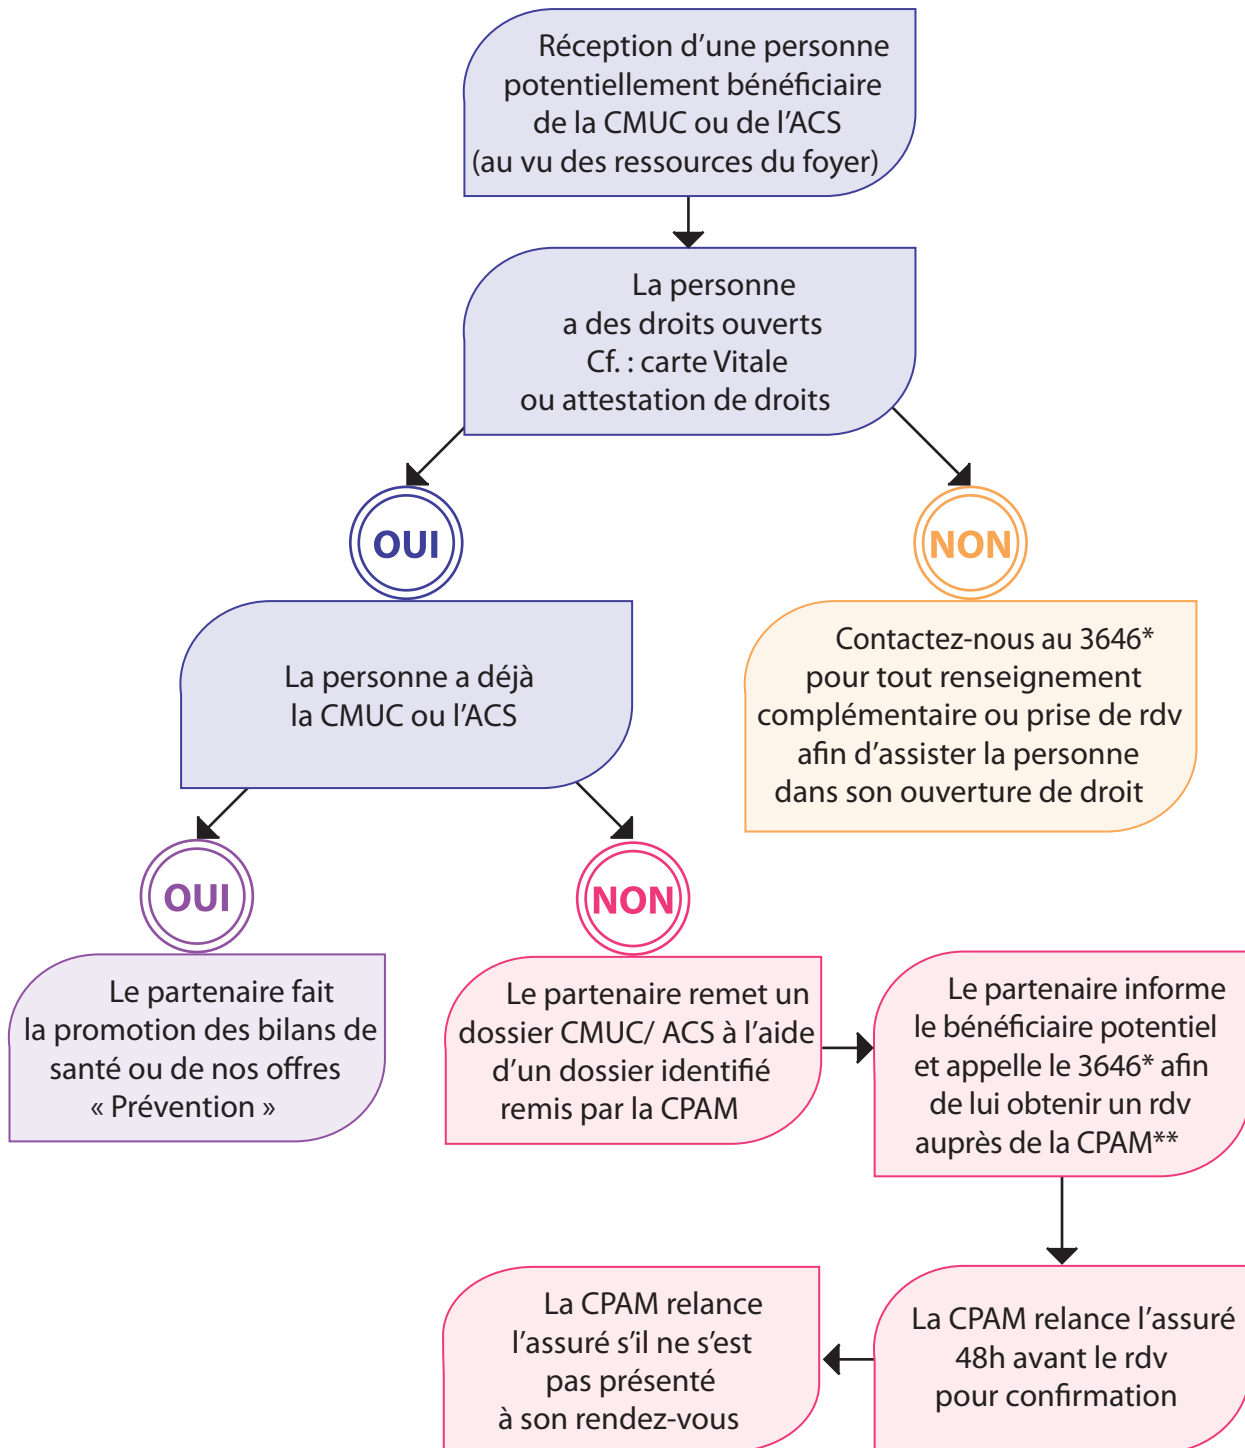 Réception d’une personne
potentiellement bénéficiaire
de la CMUC ou de l’ACS
(au vu des ressources du foyer)
La personne
a des droits ouverts
Cf. : carte Vitale
ou attestation de droits
OUI
NON
La personne a déjà
la CMUC ou l’ACS
Contactez-nous au 3646*
pour tout renseignement
complémentaire ou prise de rdv
afin d’assister la personne
dans son ouverture de droit
OUI
NON
Le partenaire fait
la promotion des bilans de
santé ou de nos offres
« Prévention »
Le partenaire remet un
dossier CMUC/ ACS à l’aide
d’un dossier identifié
remis par la CPAM
Le partenaire informe
le bénéficiaire potentiel
et appelle le 3646* afin
de lui obtenir un rdv
auprès de la CPAM**
La CPAM relance l’assuré
48h avant le rdv
pour confirmation
La CPAM relance
l’assuré s’il ne s’est
pas présenté
à son rendez-vous